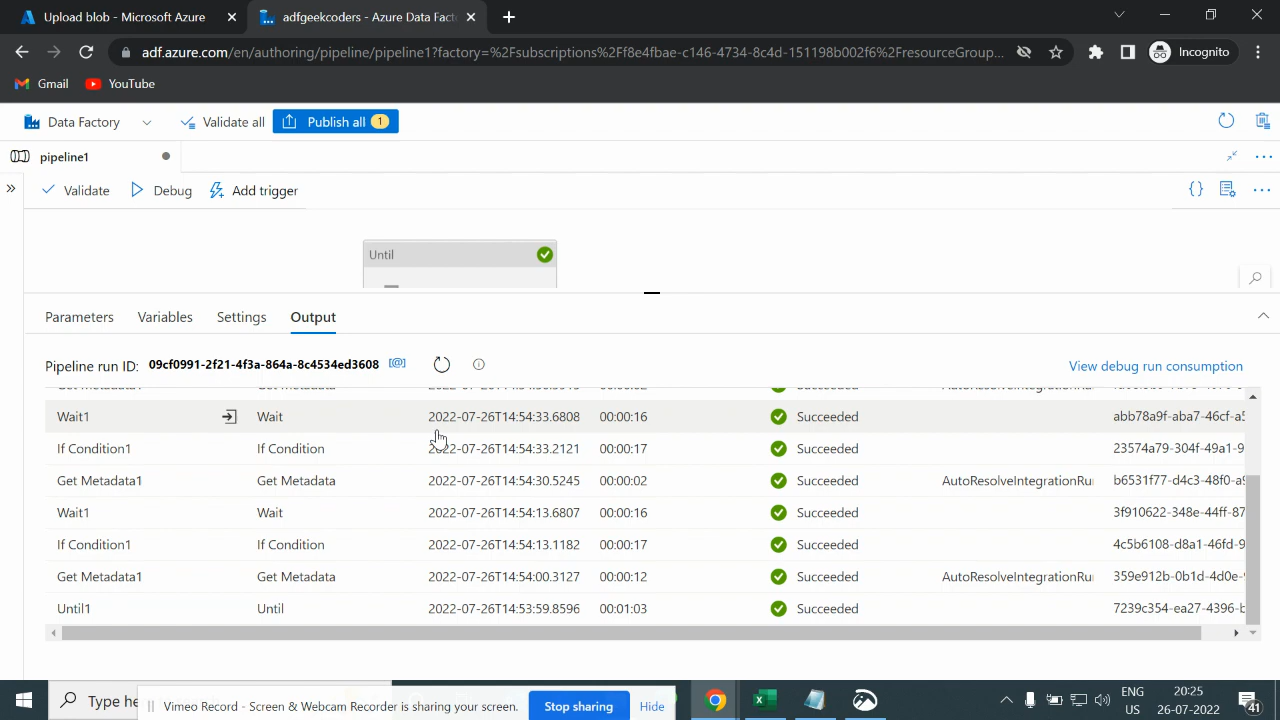 Upload blob - Microsoft Azure
adfgeekcoders - Azure Data Fact
adf.azure.com/en/authoring/pipeline/pipeline1?factory=%2Fsubscriptions%2Ff8e4fbae-c146-4734-8c4d-151198b002f6%2FresourceGroup...
Incognito
Gmail YouTube
Data Factory Validate all Publish all 1
pipeline1
Validate Debug Add trigger
Until
Parameters Variables Settings Output
Pipeline run ID: 09cf0991-2f21-4f3a-864a-8c4534ed3608 [@] View debug run consumption
Wait1 Wait 2022-07-26T14:54:33.6808 00:00:16 Succeeded abb78a9f-aba7-46cf-a5
If Condition1 If Condition 2022-07-26T14:54:33.2121 00:00:17 Succeeded 23574a79-304f-49a1-9
Get Metadata1 Get Metadata 2022-07-26T14:54:30.5245 00:00:02 Succeeded AutoResolveIntegrationRu b6531f77-d4c3-48f0-a9
Wait1 Wait 2022-07-26T14:54:13.6807 00:00:16 Succeeded 3f910622-348e-44ff-87
If Condition1 If Condition 2022-07-26T14:54:13.1182 00:00:17 Succeeded 4c5b6108-d8a1-46fd-9
Get Metadata1 Get Metadata 2022-07-26T14:54:00.3127 00:00:12 Succeeded AutoResolveIntegrationRu 359e912b-0b1d-4d0e-
Until1 Until 2022-07-26T14:53:59.8596 00:01:03 Succeeded 7239c354-ea27-4396-b
Type he
Vimeo Record - Screen & Webcam Recorder is sharing your screen. Stop sharing Hide
ENG
US
20:25
26-07-2022
41